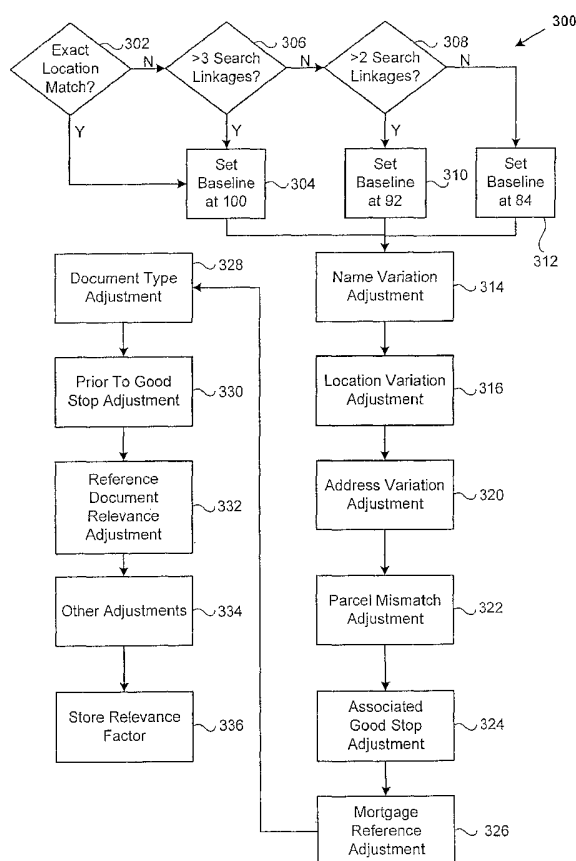 300
Exact
Location
Match?
302
N
Y
>3 Search
Linkages?
306
N
Y
>2 Search
Linkages?
308
N
Y
Set
Baseline
at 100
304
Set
Baseline
at 92
310
Set
Baseline
at 84
312
Name Variation
Adjustment
314
Location Variation
Adjustment
316
Address Variation
Adjustment
320
Parcel Mismatch
Adjustment
322
Associated
Good Stop
Adjustment
324
Mortgage
Reference
Adjustment
326
Document Type
Adjustment
328
Prior To Good
Stop Adjustment
330
Reference
Document
Relevance
Adjustment
332
Other Adjustments
334
Store Relevance
Factor
336